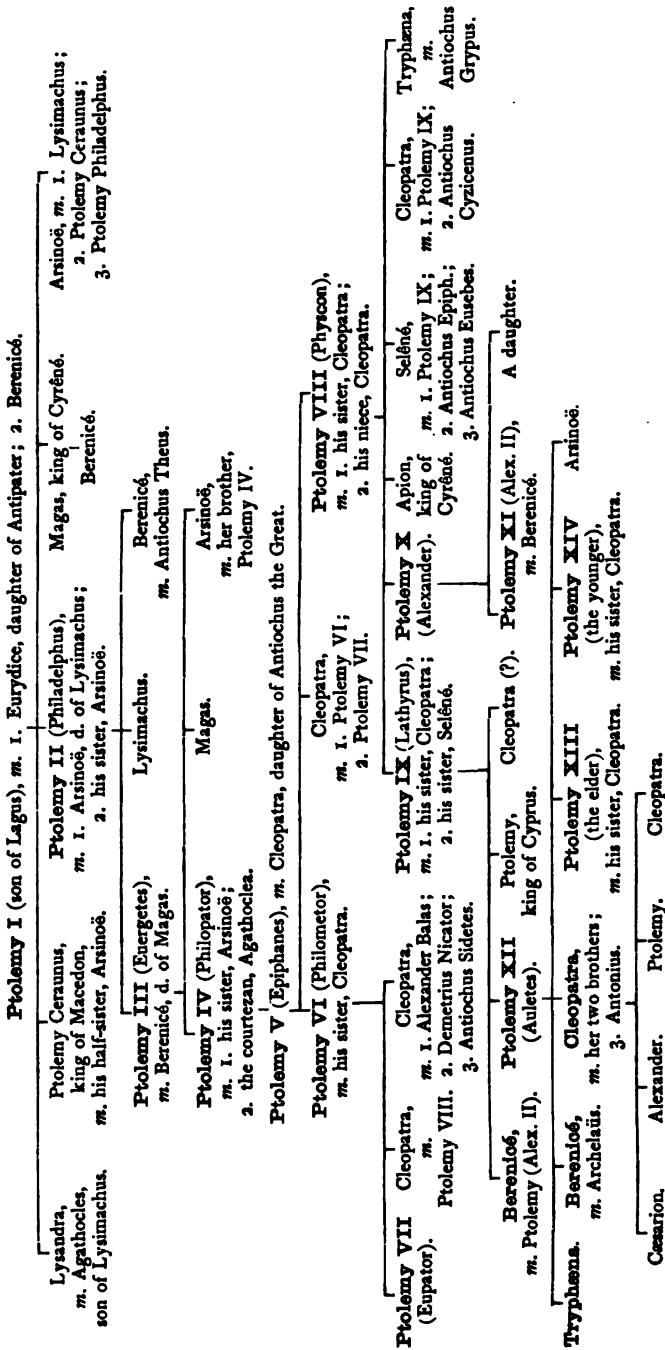 Ptolemy I (son of Lagus), m. 1. Eurydice, daughter of Antipater; 2. Berenicé.
Lysandra,
m. Agathocles,
son of Lysimachus.
Ptolemy Ceraunus,
king of Macedon,
m. his half-sister, Arsinoë.
Ptolemy II (Philadelphus),
m. 1. Arsinoë, d. of Lysimachus;
2. his sister, Arsinoë.
Magas, king of Cyrêné.
Berenicé.
Arsinoë, m. 1. Lysimachus;
2. Ptolemy Ceraunus;
3. Ptolemy Philadelphus.
Ptolemy III (Euergetes),
m. Berenicé, d. of Magas.
Lysimachus.
Berenicé,
m. Antiochus Theus.
Ptolemy IV (Philopator),
m. 1. his sister, Arsinoë;
2. the courtezan, Agathoclea.
Magas.
Arsinoë,
m. her brother,
Ptolemy IV.
Ptolemy V (Epiphanes), m. Cleopatra, daughter of Antiochus the Great.
Ptolemy VI (Philometor),
m. his sister, Cleopatra.
Cleopatra,
m. 1. Ptolemy VI;
2. Ptolemy VII.
Ptolemy VIII (Physcon),
m. 1. his sister, Cleopatra;
2. his niece, Cleopatra.
Ptolemy VII
(Eupator).
Cleopatra,
m.
Ptolemy VIII.
Cleopatra,
m. 1. Alexander Balas;
2. Demetrius Nicator;
3. Antiochus Sidetes.
Ptolemy IX (Lathyrus),
m. 1. his sister, Cleopatra;
2. his sister, Selêné.
Ptolemy X
(Alexander).
Apion,
king of
Cyrêné.
Selêné,
m. 1. Ptolemy IX;
2. Antiochus Epiph.;
3. Antiochus Eusebes.
Cleopatra,
m. 1. Ptolemy IX;
2. Antiochus
Cyzicenus.
Tryphæna,
m.
Antiochus
Grypus.
Berenicé,
m. Ptolemy (Alex. II).
Ptolemy XII
(Auletes).
Ptolemy,
king of Cyprus.
Cleopatra (?).
Ptolemy XI (Alex. II),
m. Berenicé.
A daughter.
Tryphæna.
Berenicé,
m. Archelaüs.
Cleopatra,
m. her two brothers;
3. Antonius.
Ptolemy XIII
(the elder),
m. his sister, Cleopatra.
Ptolemy XIV
(the younger),
m. his sister, Cleopatra.
Arsinoë.
Cæsarion.
Alexander.
Ptolemy.
Cleopatra.